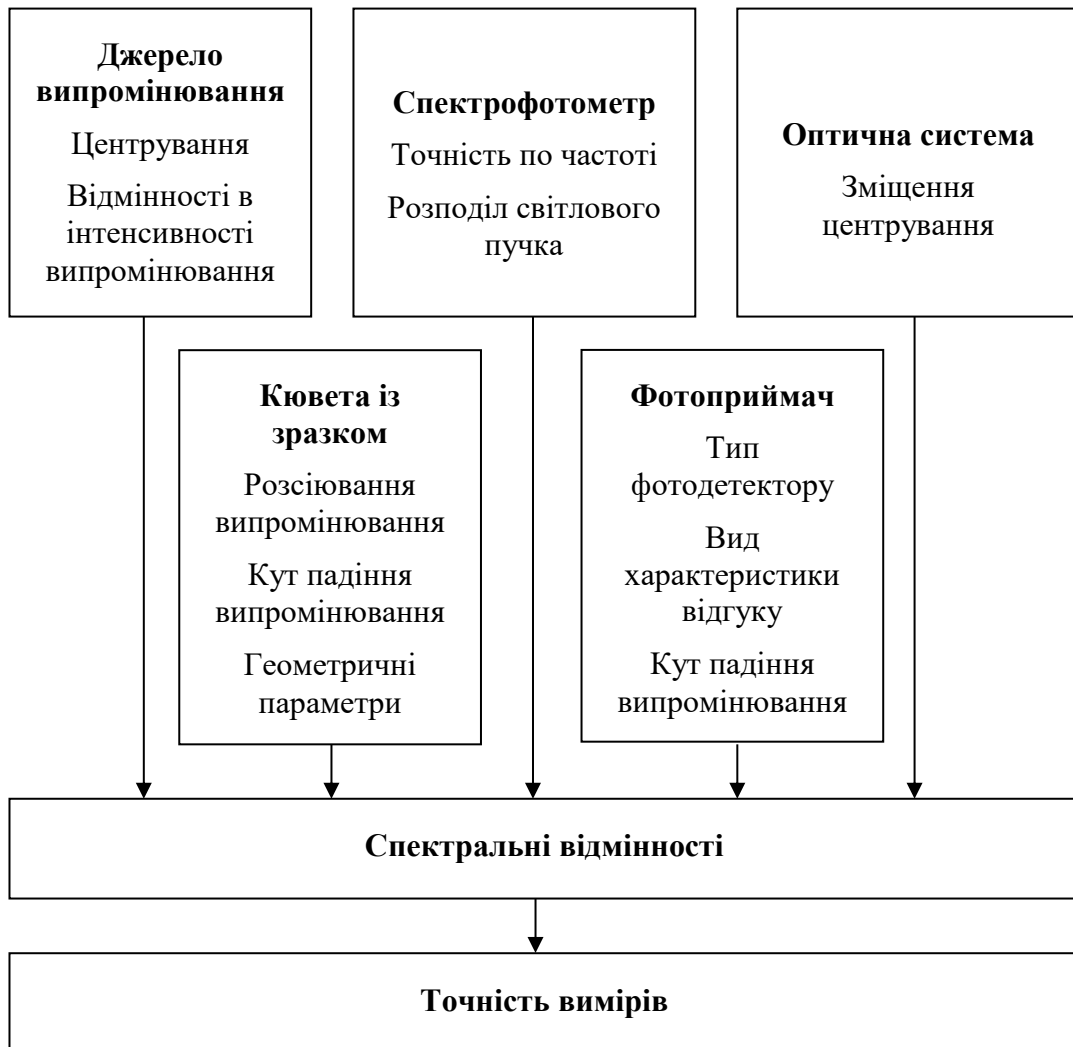 Джерело
випромінювання
Центрування
Відмінності в
інтенсивності
випромінювання
Спектрофотометр
Точність по частоті
Розподіл світлового
пучка
Оптична система
Зміщення
центрування
Кювета із
зразком
Розсіювання
випромінювання
Кут падіння
випромінювання
Геометричні
параметри
Фотоприймач
Тип
фотодетектору
Вид
характеристики
відгуку
Кут падіння
випромінювання
Спектральні відмінності
Точність вимірів